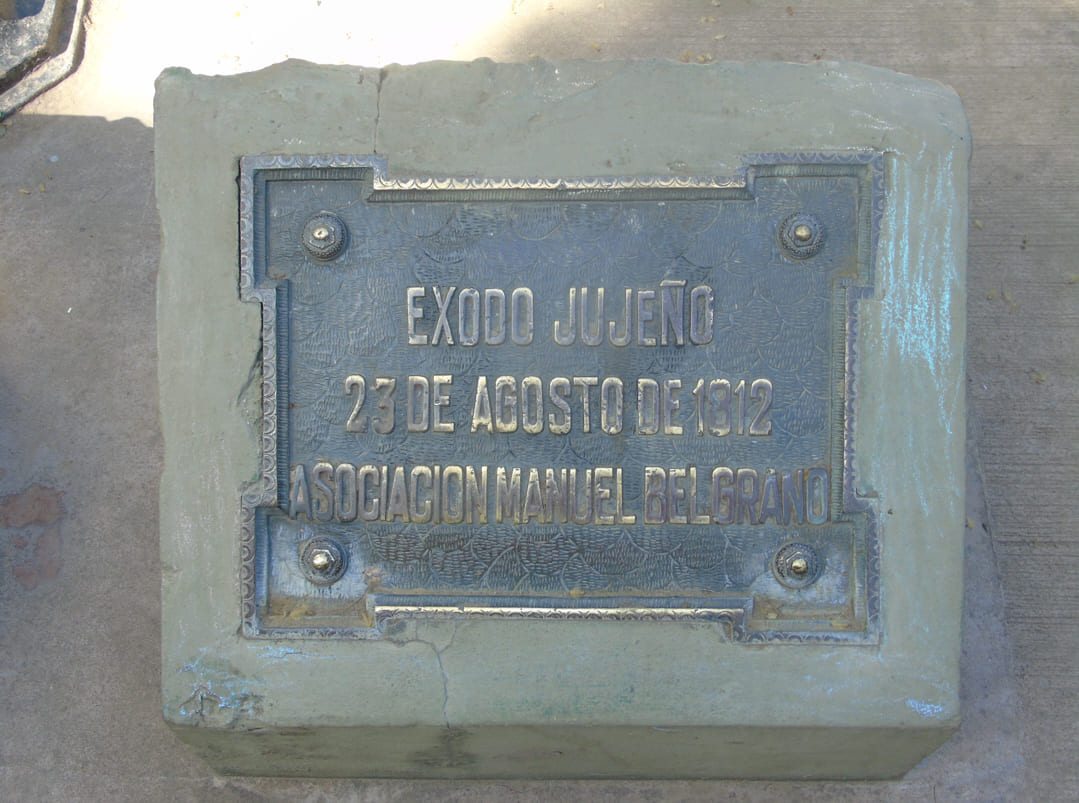 EXODO JUJEÑO
23 DE AGOSTO DE 1812
ASOCIACION MANUEL BELGRANO